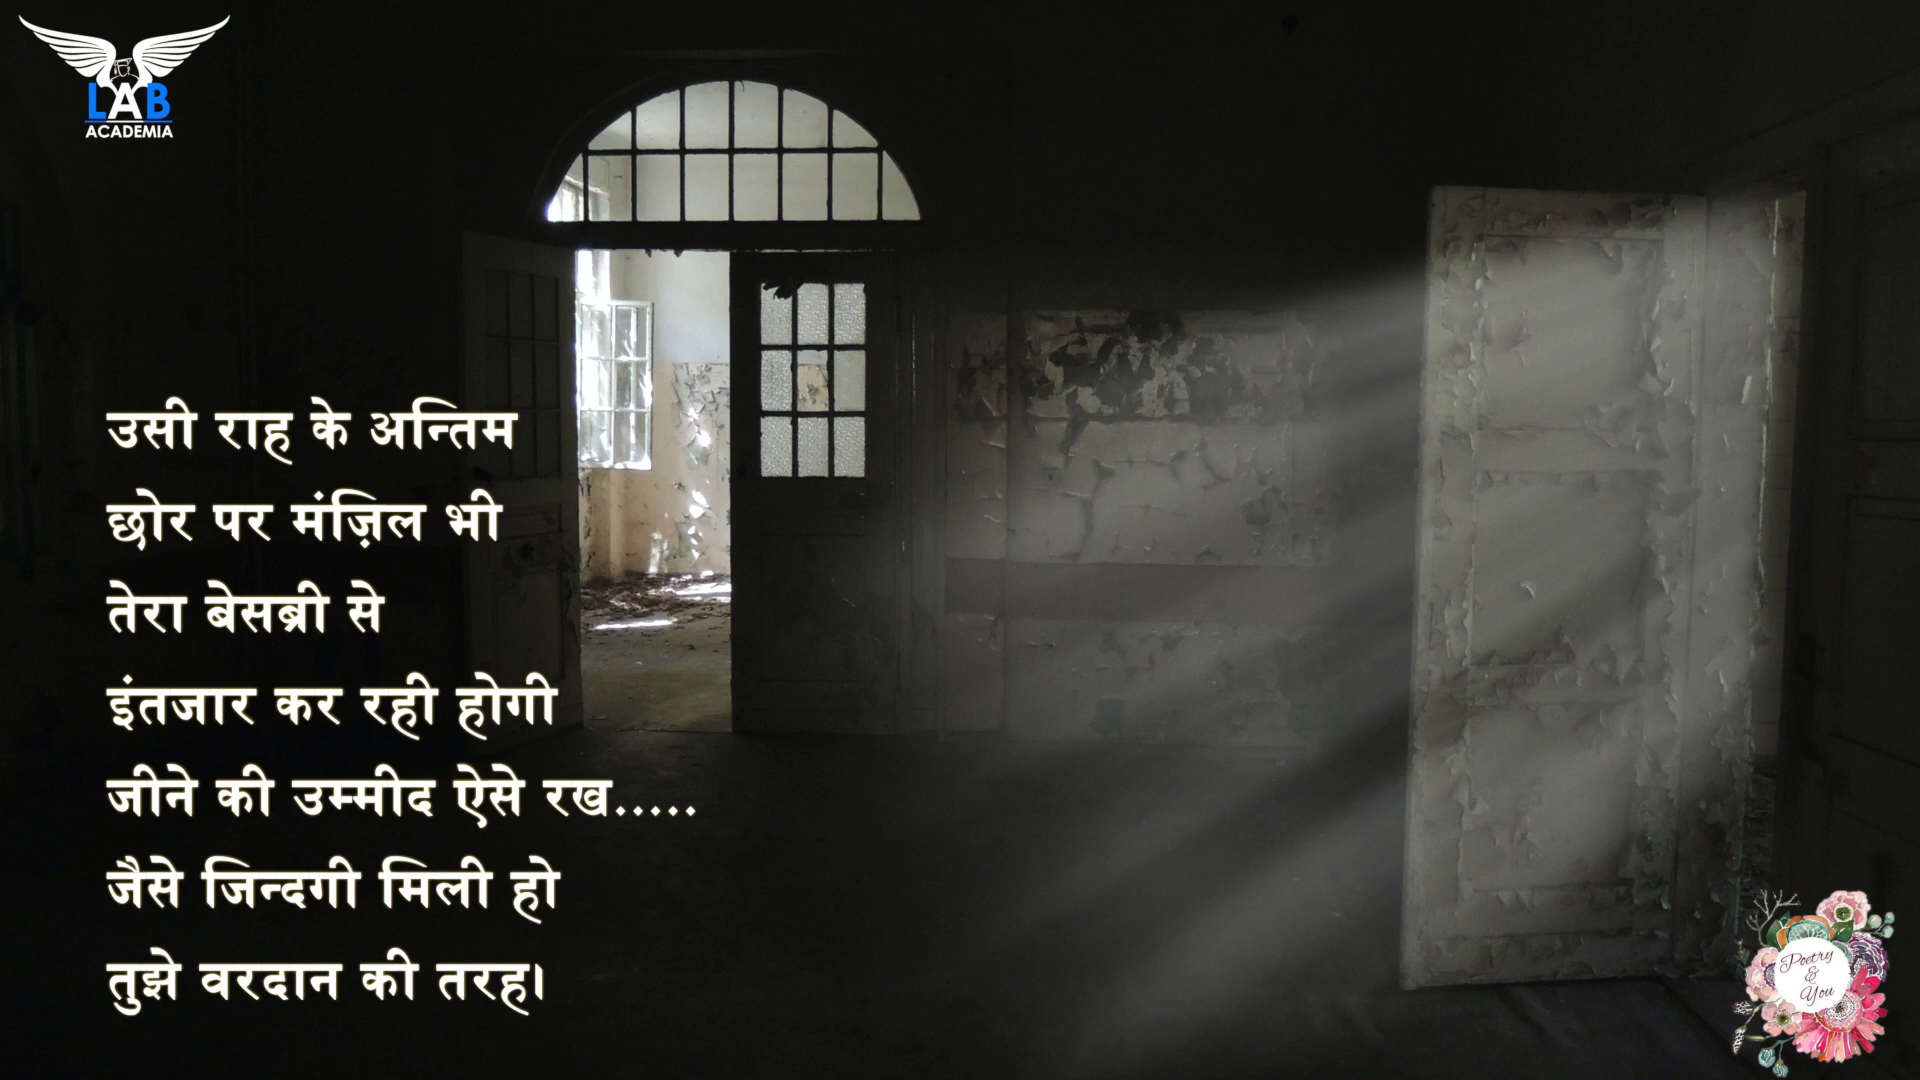 LAB
ACADEMIA
उसी राह के अन्तिम
छोर पर मंज़िल भी
तेरा बेसब्री से
इंतजार कर रही होगी
जीने की उम्मीद ऐसे रख.....
जैसे जिन्दगी मिली हो
तुझे वरदान की तरह।
Poetry
&
You